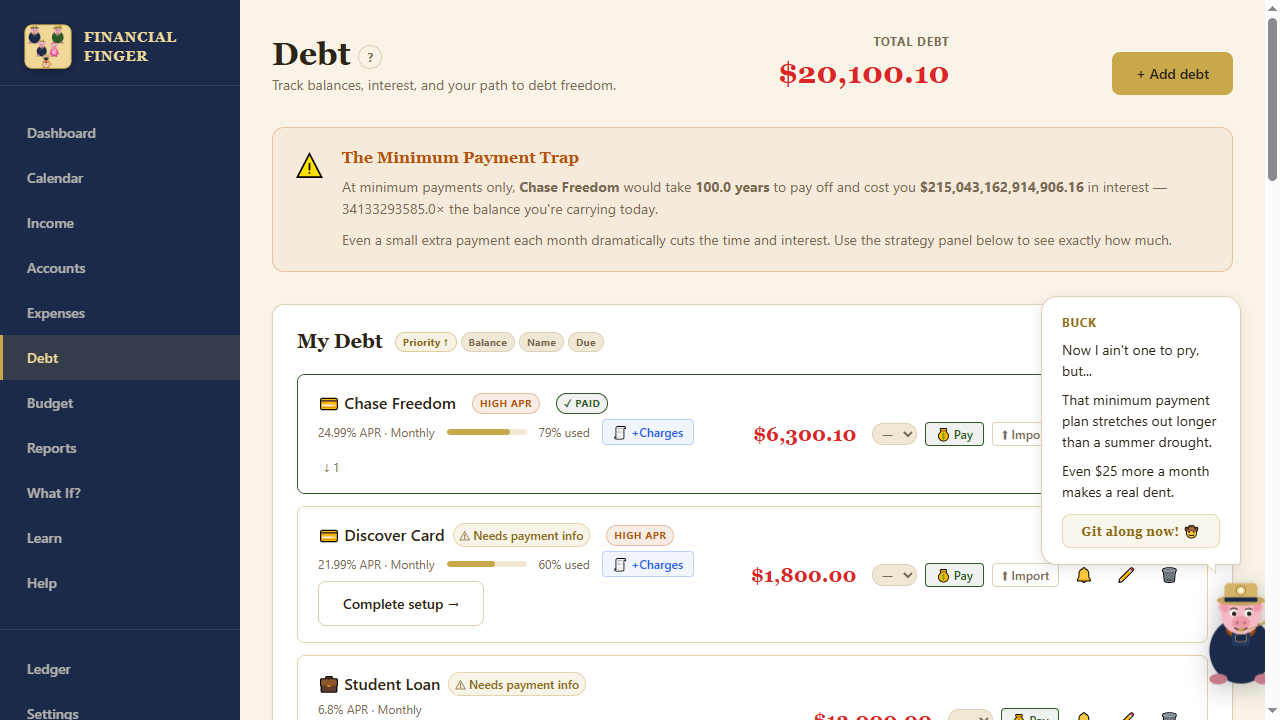 FINANCIAL
FINGER
Dashboard
Calendar
Income
Accounts
Expenses
Debt
Budget
Reports
What If?
Learn
Help
Ledger
Settings
Debt ?
Track balances, interest, and your path to debt freedom.
TOTAL DEBT
$20,100.10
+ Add debt
The Minimum Payment Trap
At minimum payments only, Chase Freedom would take 100.0 years to pay off and cost you $215,043,162,914,906.16 in interest —
34133293585.0× the balance you're carrying today.
Even a small extra payment each month dramatically cuts the time and interest. Use the strategy panel below to see exactly how much.
My Debt Priority ↑ Balance Name Due
Chase Freedom HIGH APR ✓ PAID
24.99% APR · Monthly 79% used +Charges
$6,300.10 — Pay ⬆ Impo
↓ 1
Discover Card ⚠ Needs payment info HIGH APR
21.99% APR · Monthly 60% used +Charges
$1,800.00 — Pay ⬆ Import
Complete setup →
Student Loan ⚠ Needs payment info
6.8% APR · Monthly
$12,000.00 — Pay
BUCK
Now I ain't one to pry,
but...
That minimum payment
plan stretches out longer
than a summer drought.
Even $25 more a month
makes a real dent.
Git along now! 🤠